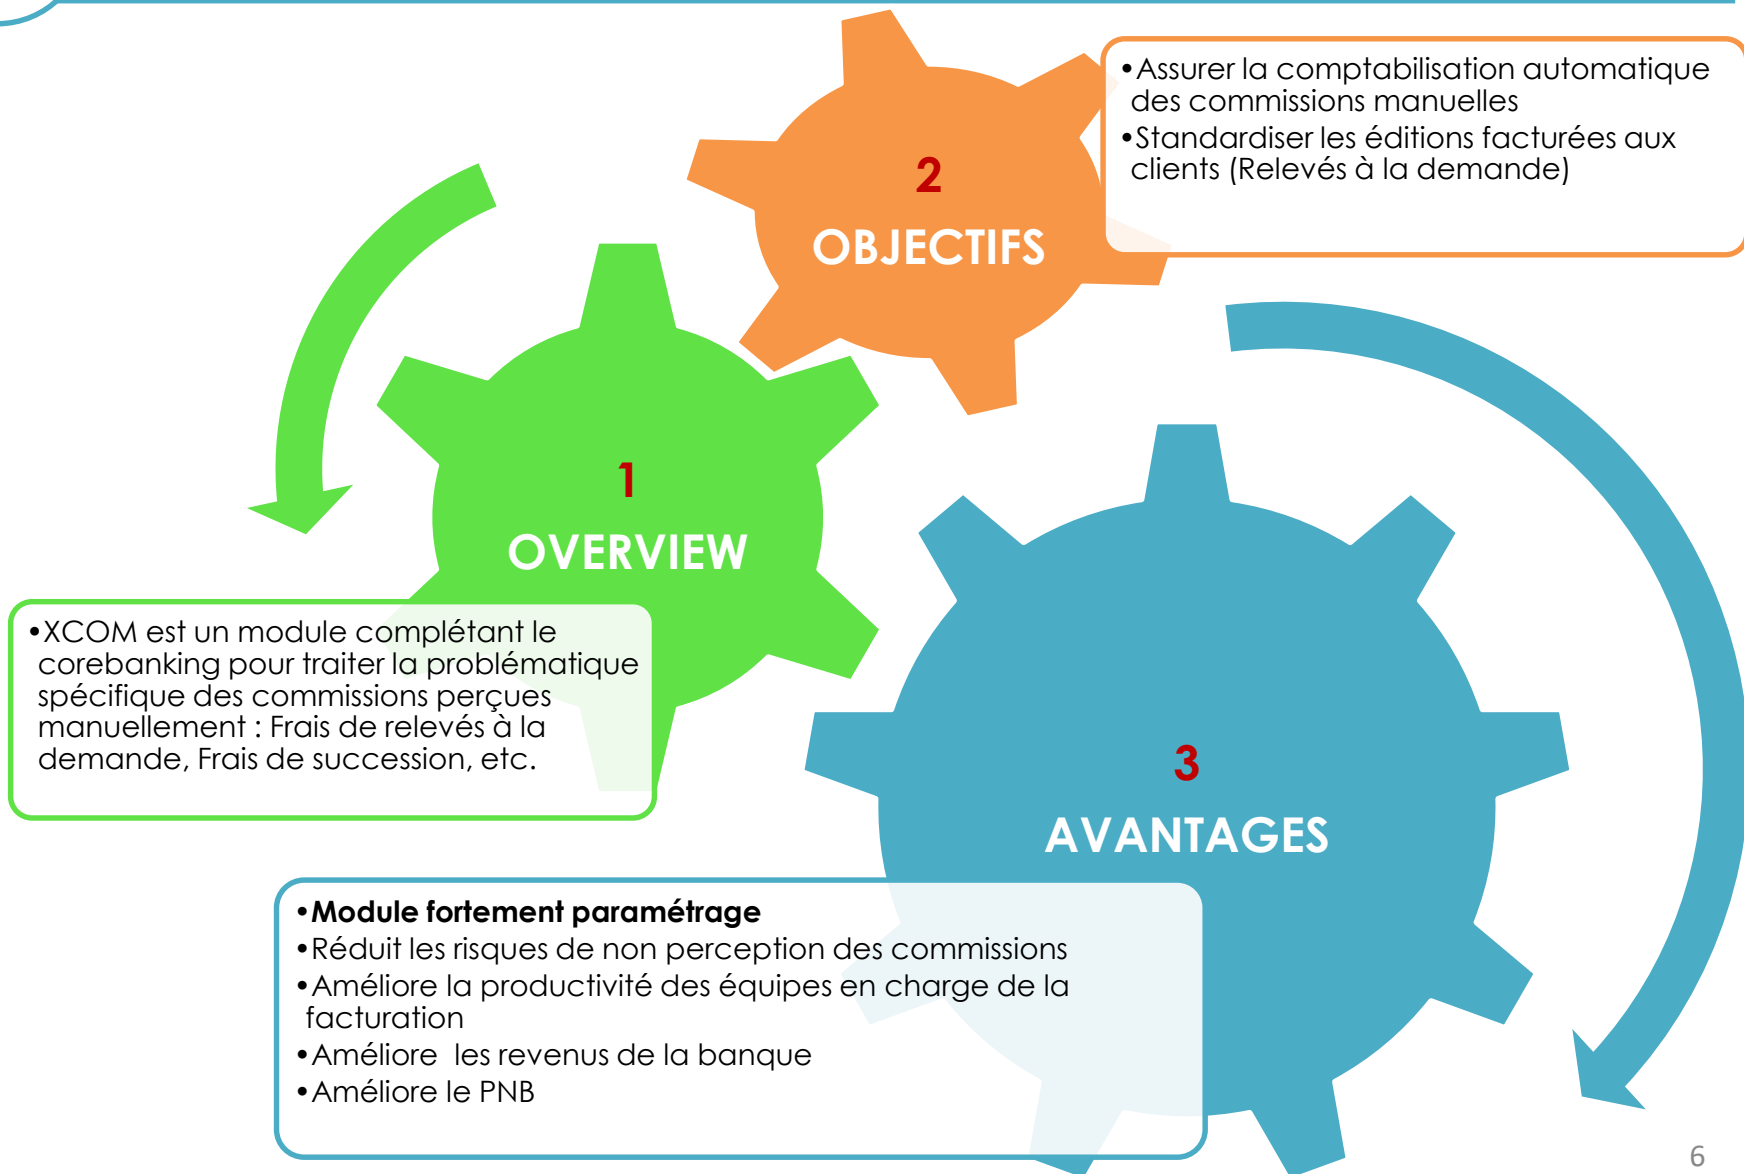 1
OVERVIEW
•XCOM est un module complétant le
corebanking pour traiter la problématique
spécifique des commissions perçues
manuellement : Frais de relevés à la
demande, Frais de succession, etc.
2
OBJECTIFS
•Assurer la comptabilisation automatique
des commissions manuelles
•Standardiser les éditions facturées aux
clients (Relevés à la demande)
3
AVANTAGES
•Module fortement paramétrage
•Réduit les risques de non perception des commissions
•Améliore la productivité des équipes en charge de la
facturation
•Améliore  les revenus de la banque
•Améliore le PNB
6